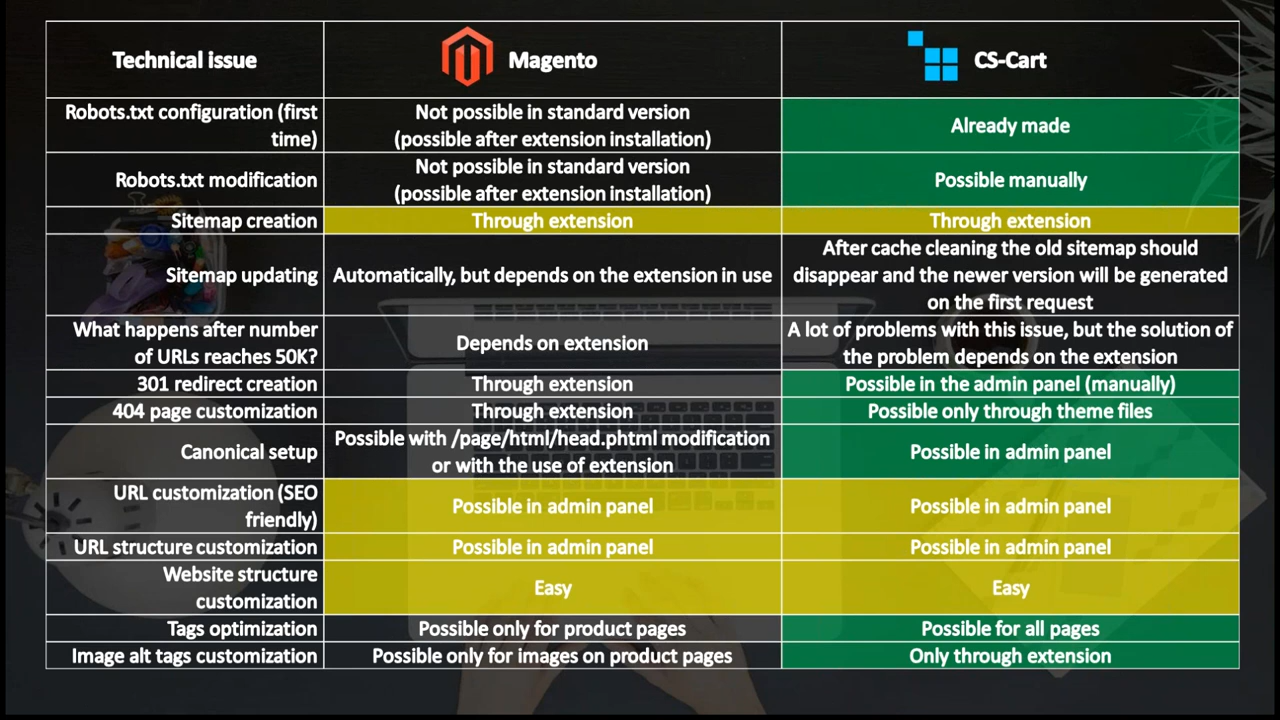 Technical issue
Magento
CS-Cart
Robots.txt configuration (first
time)
Not possible in standard version
(possible after extension installation)
Already made
Robots.txt modification
Not possible in standard version
(possible after extension installation)
Possible manually
Sitemap creation
Through extension
Through extension
Sitemap updating
Automatically, but depends on the extension in use
After cache cleaning the old sitemap should
disappear and the newer version will be generated
on the first request
What happens after number
of URLs reaches 50K?
Depends on extension
A lot of problems with this issue, but the solution of
the problem depends on the extension
301 redirect creation
Through extension
Possible in the admin panel (manually)
404 page customization
Through extension
Possible only through theme files
Canonical setup
Possible with /page/html/head.phtml modification
or with the use of extension
Possible in admin panel
URL customization (SEO
friendly)
Possible in admin panel
Possible in admin panel
URL structure customization
Possible in admin panel
Possible in admin panel
Website structure
customization
Easy
Easy
Tags optimization
Possible only for product pages
Possible for all pages
Image alt tags customization
Possible only for images on product pages
Only through extension